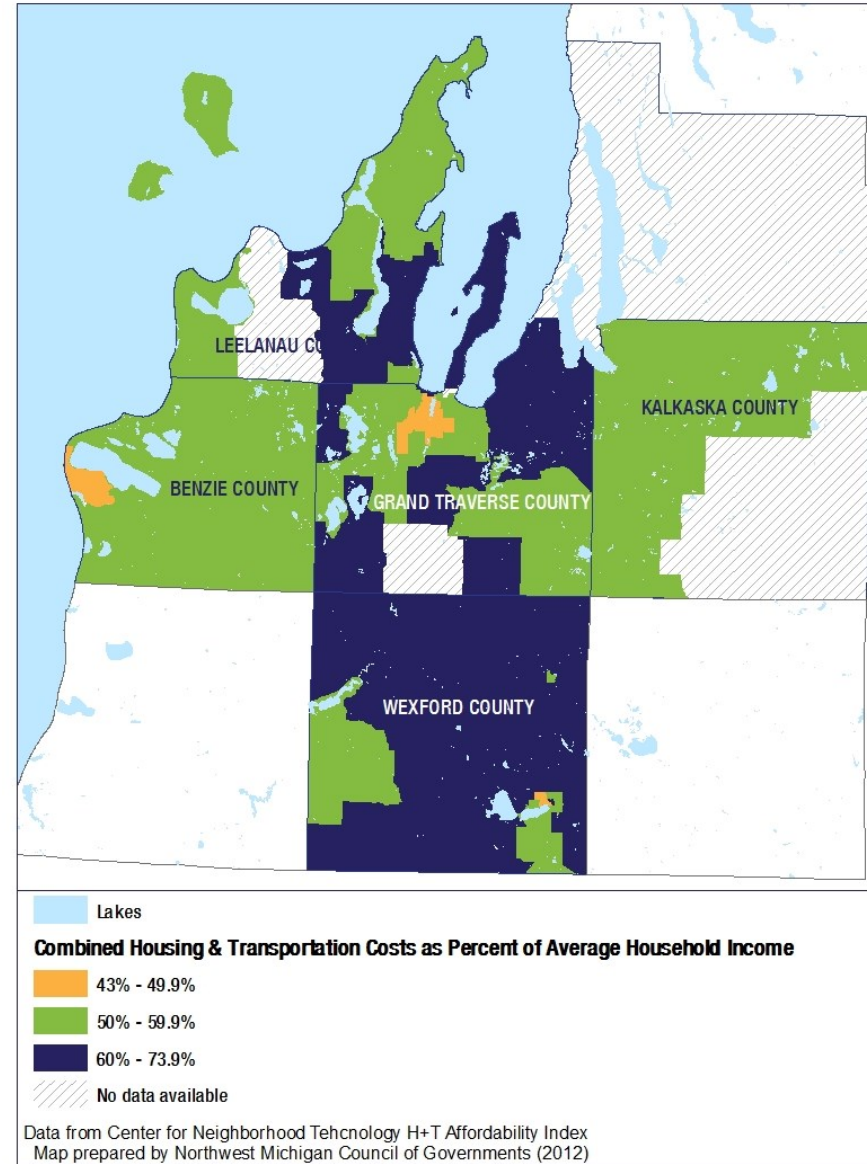 LEELANAU CO
KALKASKA COUNTY
BENZIE COUNTY
GRAND TRAVERSE COUNTY
WEXFORD COUNTY
Lakes
Combined Housing & Transportation Costs as Percent of Average Household Income
43% - 49.9%
50% - 59.9%
60% - 73.9%
No data available
Data from Center for Neighborhood Tehcnology H+T Affordability Index
Map prepared by Northwest Michigan Council of Governments (2012)